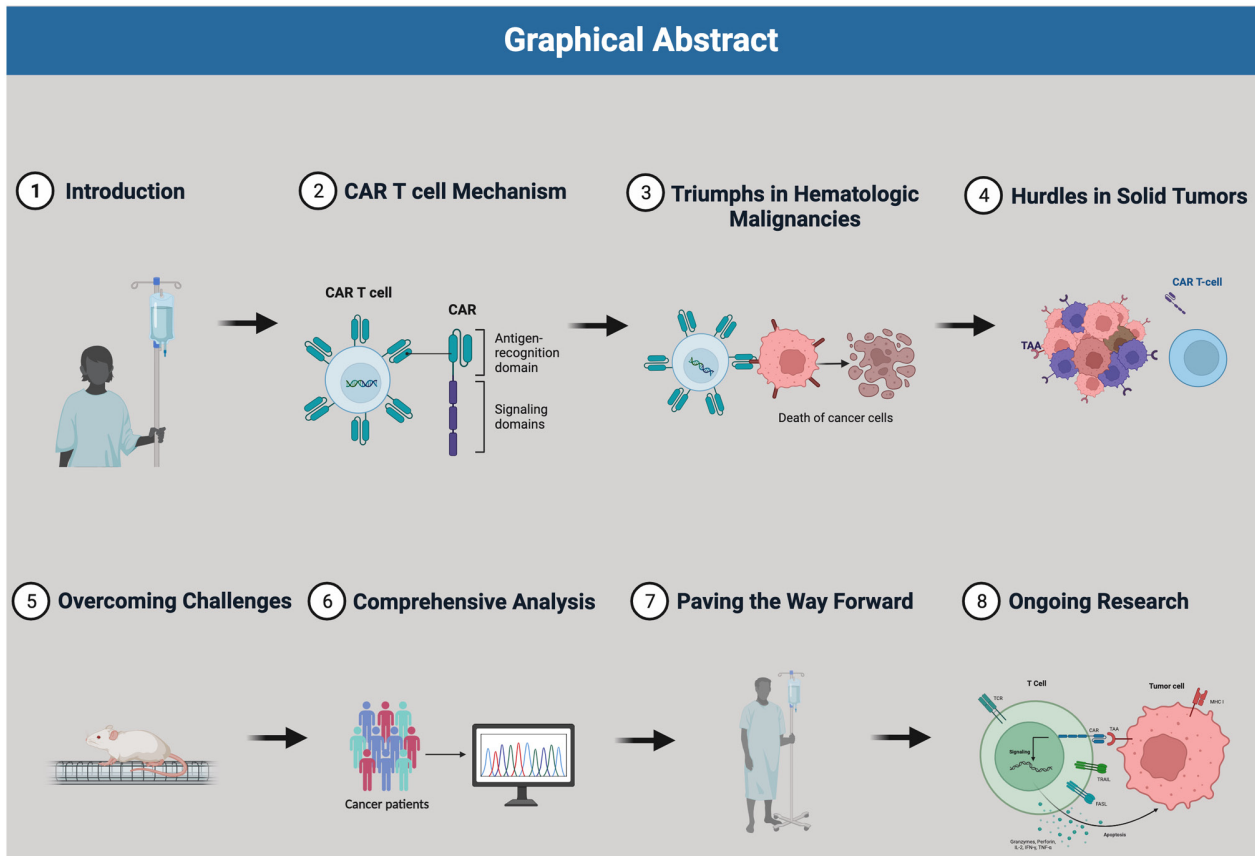 Graphical Abstract
1 Introduction
2 CAR T cell Mechanism
3 Triumphs in Hematologic
Malignancies
4 Hurdles in Solid Tumors
CAR T cell
CAR
Antigen-
recognition
domain
Signaling
domains
Death of cancer cells
TAA
CAR T-cell
5 Overcoming Challenges
6 Comprehensive Analysis
7 Paving the Way Forward
8 Ongoing Research
Cancer patients
T Cell
Tumor cell
TCR
MHC I
CAR
TAA
Signaling
TRAIL
FASL
Apoptosis
Granzymes, Perforin,
IL-2, IFN-γ, TNF-α